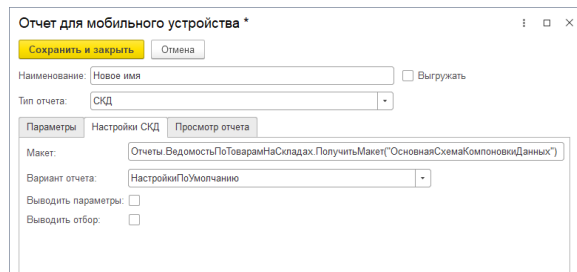 Отчет для мобильного устройства *
Сохранить и закрыть Отмена
Наименование: Новое имя Выгружать
Тип отчета: СКД
Параметры Настройки СКД Просмотр отчета
Макет: Отчеты.ВедомостьПоТоварамНаСкладах.ПолучитьМакет("ОсновнаяСхемаКомпоновкиДанных")
Вариант отчета: НастройкиПоУмолчанию
Выводить параметры:
Выводить отбор: